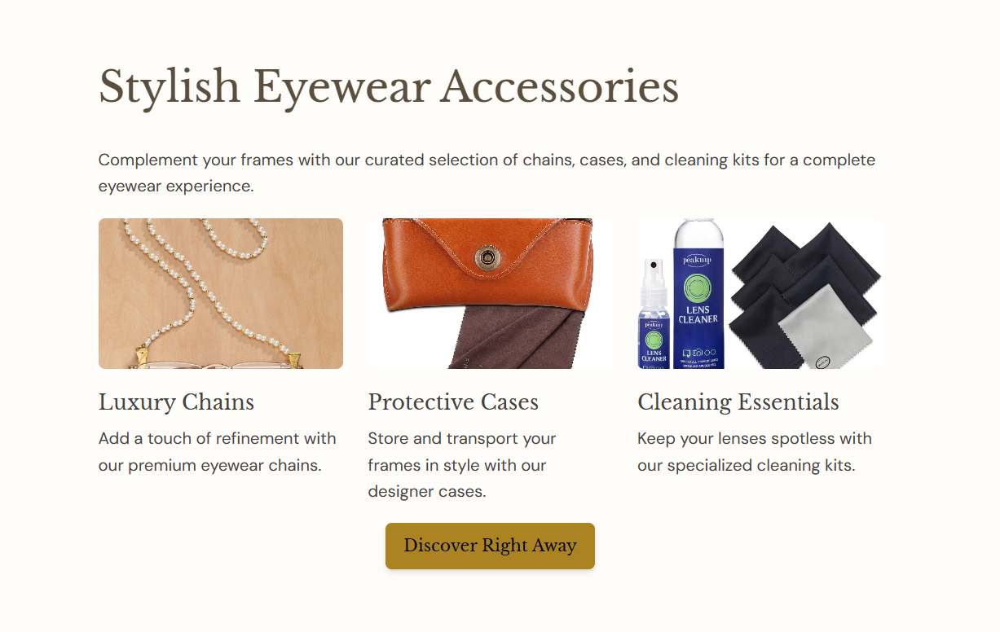 Stylish Eyewear Accessories
Complement your frames with our curated selection of chains, cases, and cleaning kits for a complete
eyewear experience.
peakuip
LENS
CLEANER
peakuip
LENS
CLEANER
Luxury Chains
Add a touch of refinement with
our premium eyewear chains.
Protective Cases
Store and transport your
frames in style with our
designer cases.
Cleaning Essentials
Keep your lenses spotless with
our specialized cleaning kits.
Discover Right Away